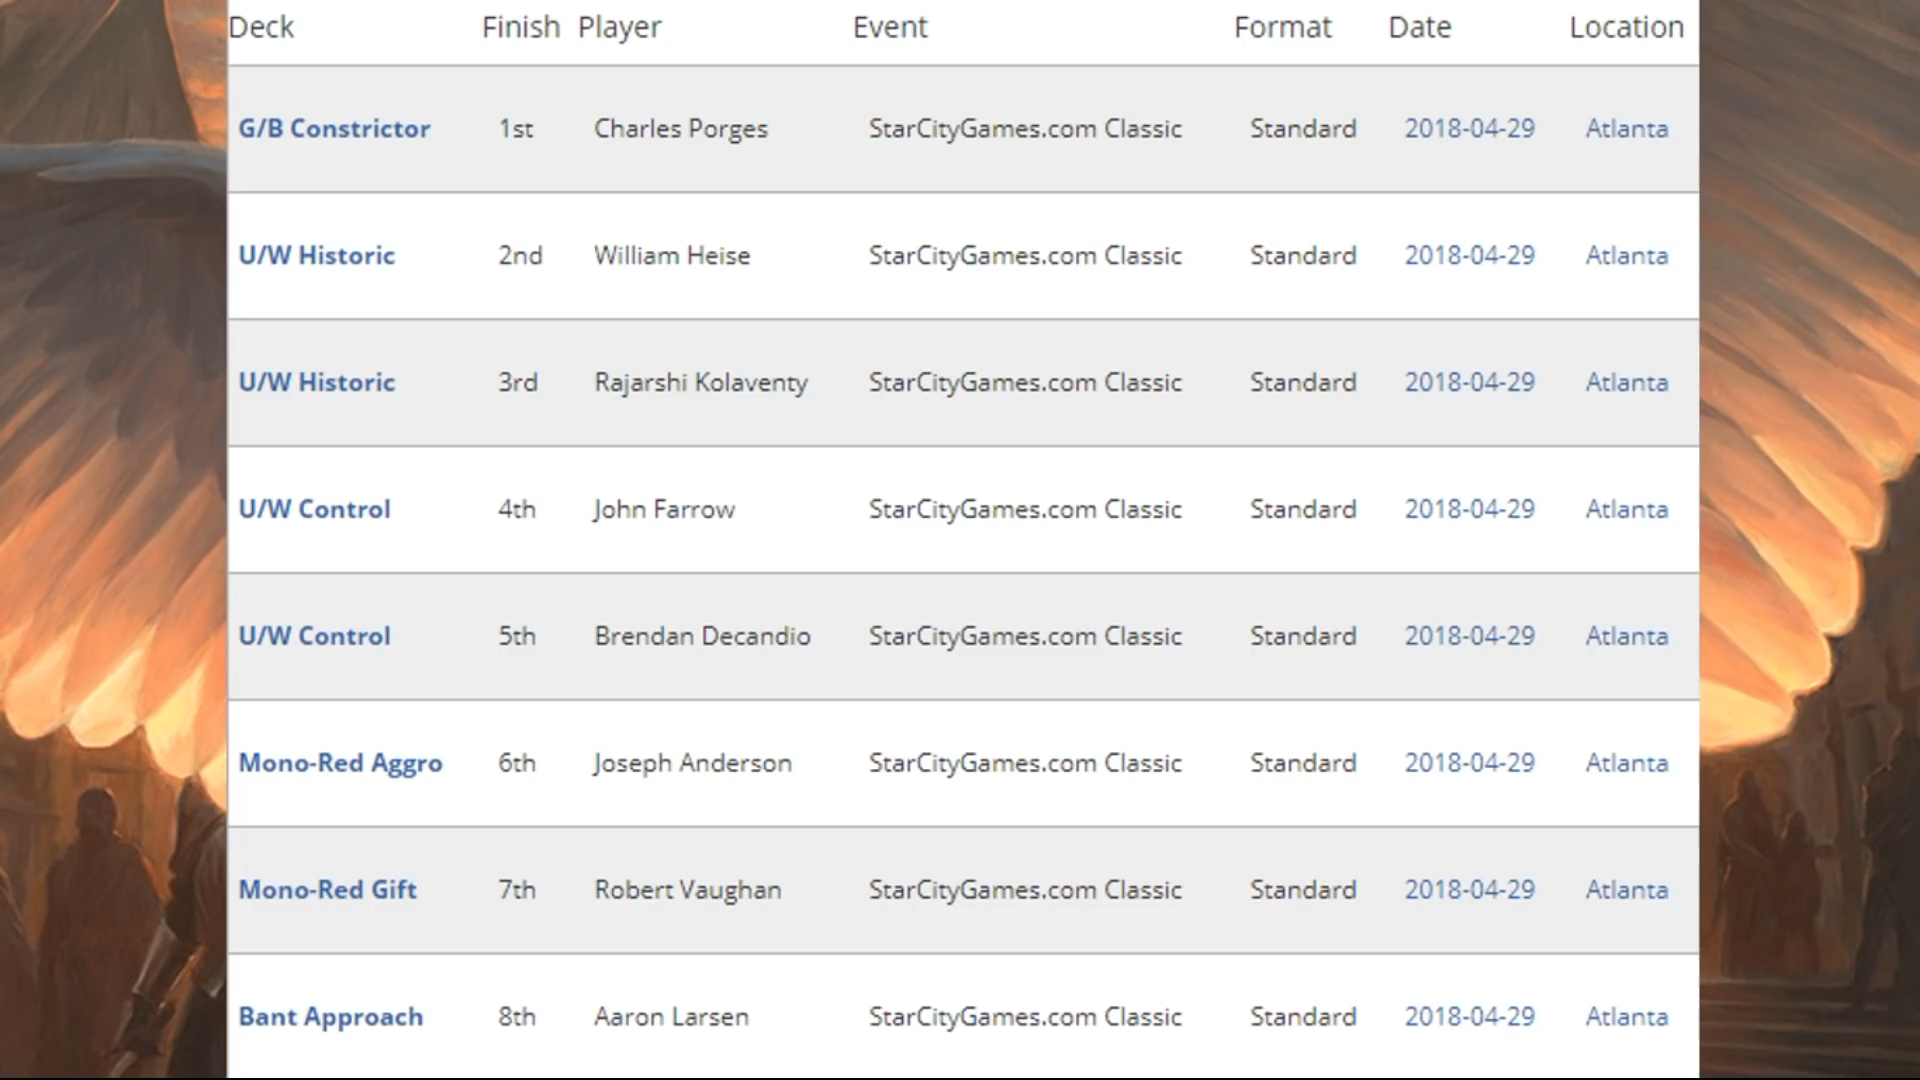 Deck Finish Player Event Format Date Location
G/B Constrictor 1st Charles Porges StarCityGames.com Classic Standard 2018-04-29 Atlanta
U/W Historic 2nd William Heise StarCityGames.com Classic Standard 2018-04-29 Atlanta
U/W Historic 3rd Rajarshi Kolaventy StarCityGames.com Classic Standard 2018-04-29 Atlanta
U/W Control 4th John Farrow StarCityGames.com Classic Standard 2018-04-29 Atlanta
U/W Control 5th Brendan Decandio StarCityGames.com Classic Standard 2018-04-29 Atlanta
Mono-Red Aggro 6th Joseph Anderson StarCityGames.com Classic Standard 2018-04-29 Atlanta
Mono-Red Gift 7th Robert Vaughan StarCityGames.com Classic Standard 2018-04-29 Atlanta
Bant Approach 8th Aaron Larsen StarCityGames.com Classic Standard 2018-04-29 Atlanta